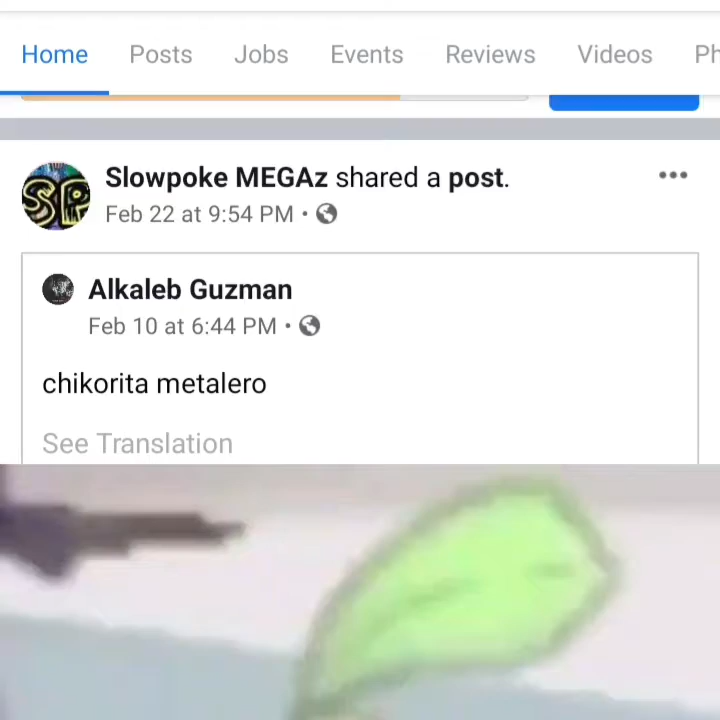 Home Posts Jobs Events Reviews Videos Ph
Slowpoke MEGAz shared a post.
Feb 22 at 9:54 PM •
Alkaleb Guzman
Feb 10 at 6:44 PM •
chikorita metalero
See Translation